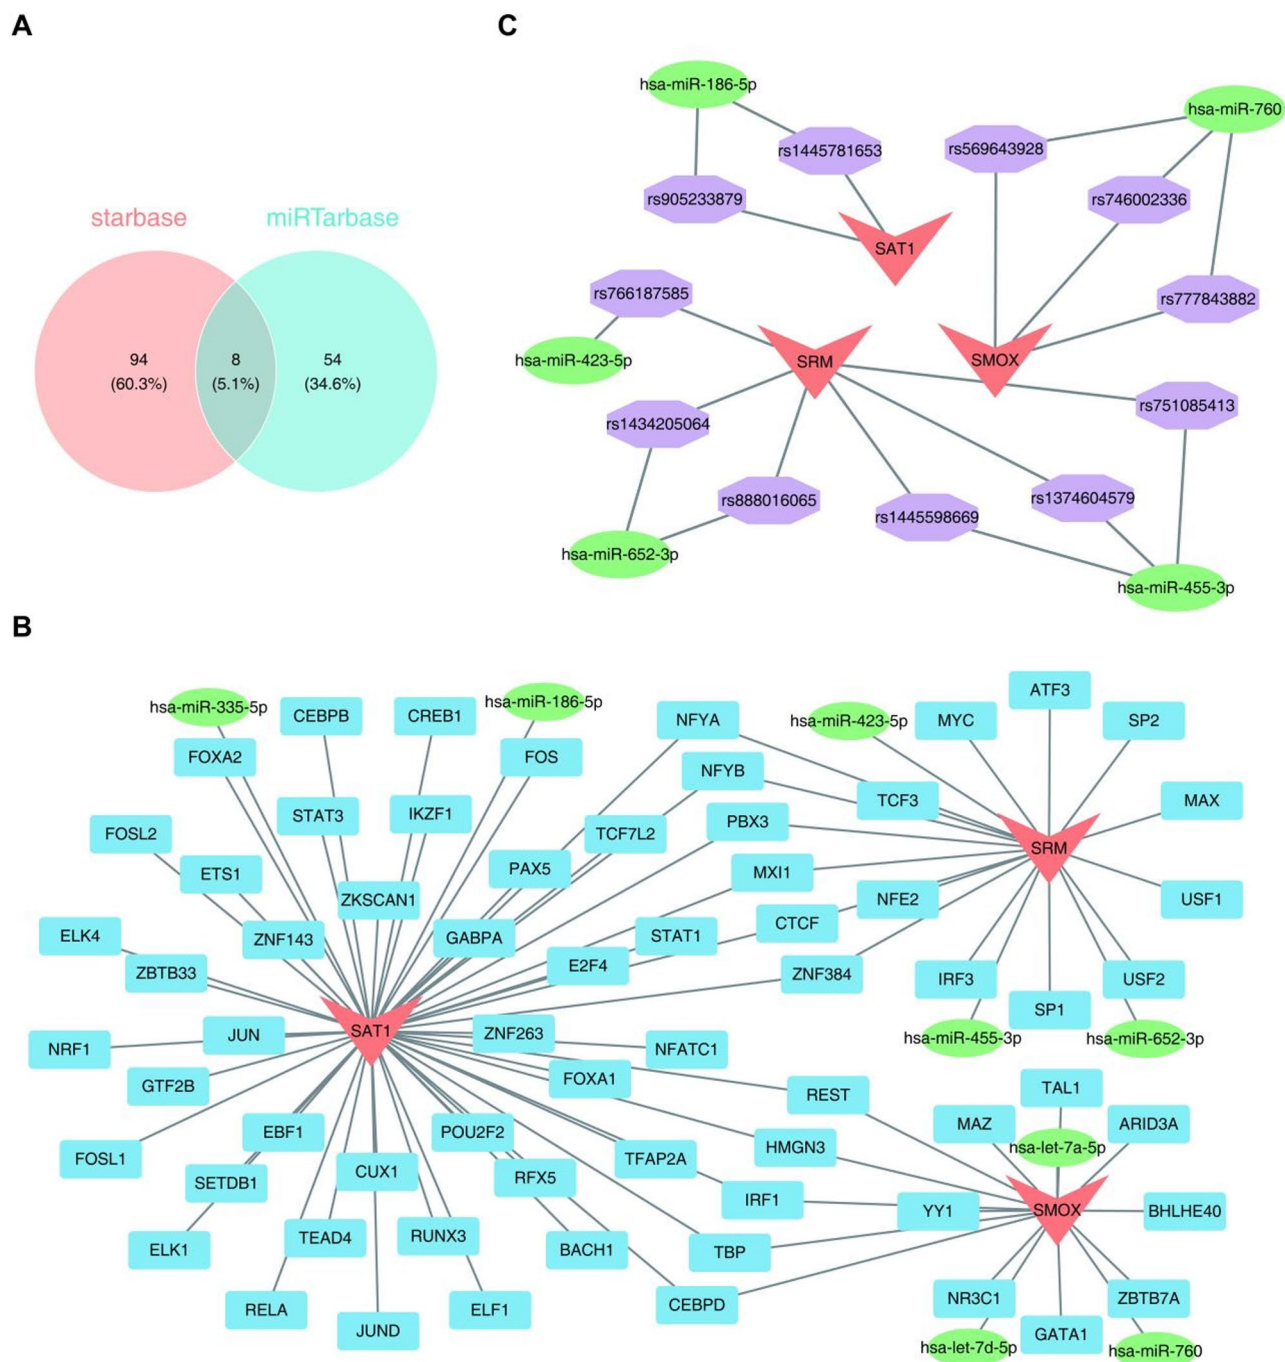 A
starbase
miRTarbase
94
(60.3%)
8
(5.1%)
54
(34.6%)
C
hsa-miR-186-5p
hsa-miR-760
rs1445781653
rs569643928
rs905233879
rs746002336
SAT1
rs766187585
rs777843882
hsa-miR-423-5p
SRM
SMOX
rs751085413
rs1434205064
rs888016065
rs1374604579
rs1445598669
hsa-miR-652-3p
hsa-miR-455-3p
B
hsa-miR-335-5p
CEBPB
CREB1
hsa-miR-186-5p
NFYA
hsa-miR-423-5p
MYC
ATF3
SP2
FOXA2
FOS
NFYB
STAT3
IKZF1
TCF3
MAX
FOSL2
TCF7L2
PBX3
SRM
ETS1
PAX5
MXI1
ZKSCAN1
NFE2
USF1
ELK4
ZNF143
GABPA
STAT1
CTCF
ZBTB33
E2F4
ZNF384
IRF3
USF2
SP1
NRF1
JUN
SAT1
ZNF263
NFATC1
hsa-miR-455-3p
hsa-miR-652-3p
GTF2B
FOXA1
REST
TAL1
FOSL1
EBF1
POU2F2
HMGN3
MAZ
ARID3A
hsa-let-7a-5p
SETDB1
CUX1
RFX5
TFAP2A
IRF1
YY1
SMOX
BHLHE40
ELK1
TEAD4
RUNX3
BACH1
TBP
RELA
JUND
ELF1
CEBPD
NR3C1
ZBTB7A
GATA1
hsa-let-7d-5p
hsa-miR-760